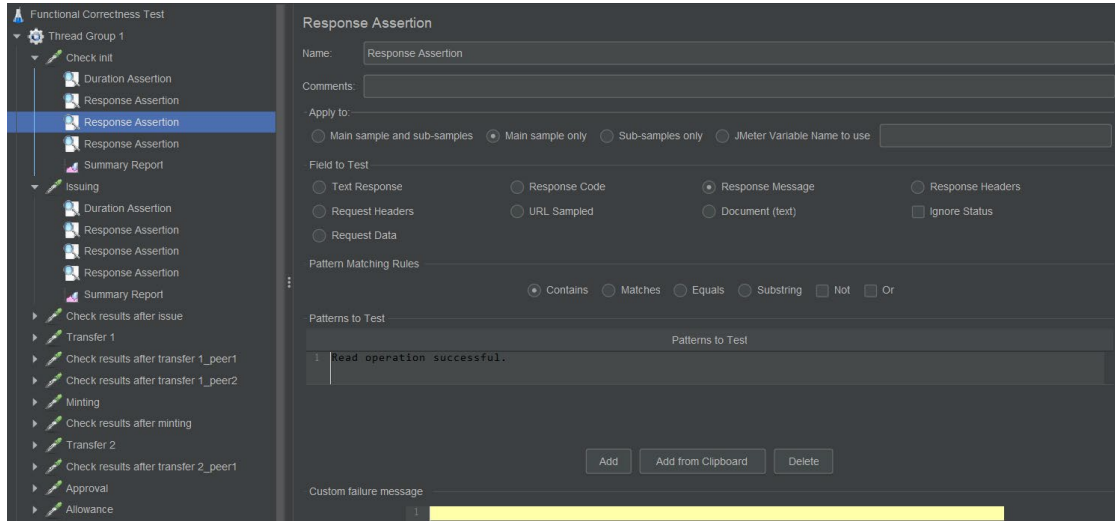 Functional Correctness Test
Thread Group 1
Check init
Duration Assertion
Response Assertion
Response Assertion
Response Assertion
Summary Report
Issuing
Duration Assertion
Response Assertion
Response Assertion
Response Assertion
Summary Report
Check results after issue
Transfer 1
Check results after transfer 1_peer1
Check results after transfer 1_peer2
Minting
Check results after minting
Transfer 2
Check results after transfer 2_peer1
Approval
Allowance
Response Assertion
Name: Response Assertion
Comments:
Apply to:
Main sample and sub-samples Main sample only Sub-samples only JMeter Variable Name to use
Field to Test
Text Response Response Code Response Message Response Headers
Request Headers URL Sampled Document (text) Ignore Status
Request Data
Pattern Matching Rules
Contains Matches Equals Substring Not Or
Patterns to Test
Patterns to Test
1 Read operation successful.
Add Add from Clipboard Delete
Custom failure message
1